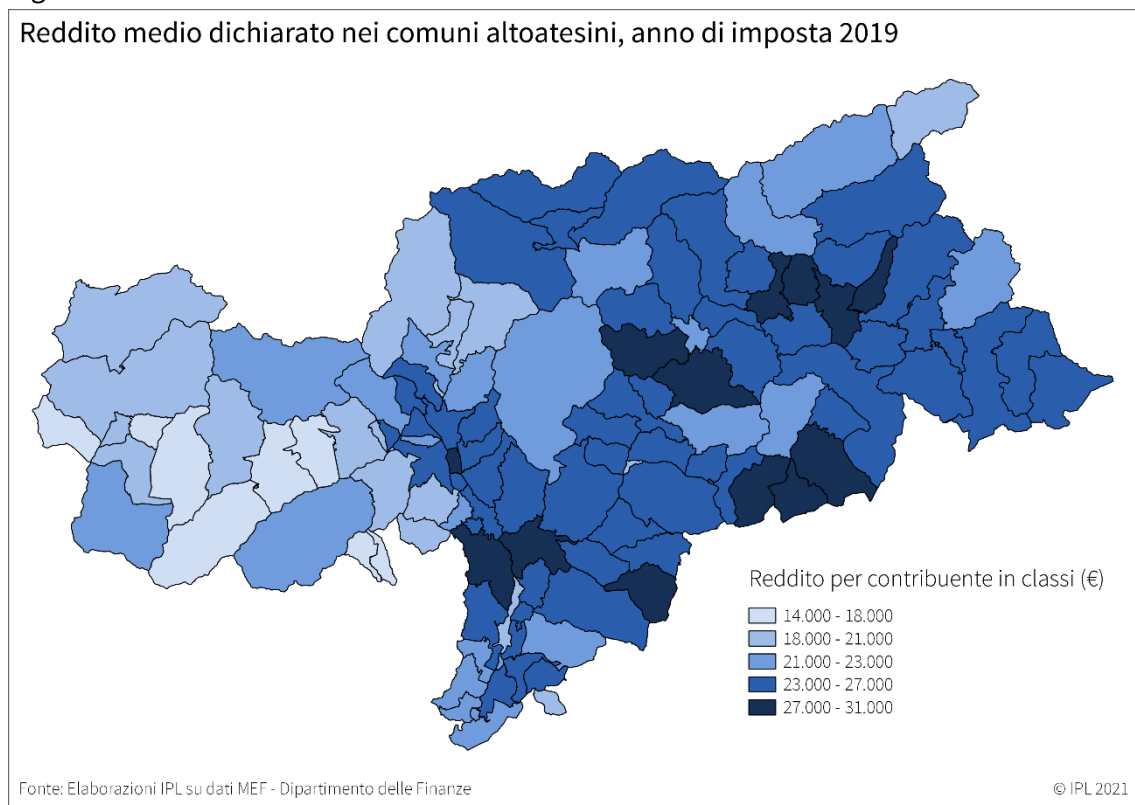 Reddito medio dichiarato nei comuni altoatesini, anno di imposta 2019
Reddito per contribuente in classi (€)
14.000 - 18.000
18.000 - 21.000
21.000 - 23.000
23.000 - 27.000
27.000 - 31.000
Fonte: Elaborazioni IPL su dati MEF - Dipartimento delle Finanze
© IPL 2021